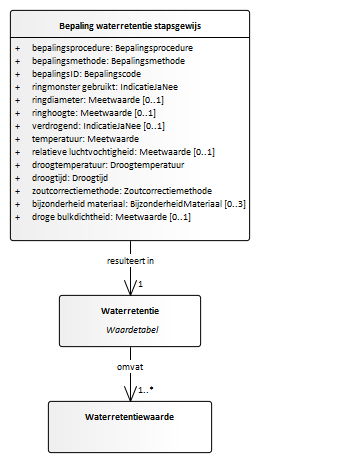 Bepaling waterretentie stapsgewijs
+ bepalingsprocedure: Bepalingsprocedure
+ bepalingsmethode: Bepalingsmethode
+ bepalingsID: Bepalingscode
+ ringmonster gebruikt: IndicatieJaNee
+ ringdiameter: Meetwaarde [0..1]
+ ringhoogte: Meetwaarde [0..1]
+ verdrogend: IndicatieJaNee [0..1]
+ temperatuur: Meetwaarde
+ relatieve luchtvochtigheid: Meetwaarde [0..1]
+ droogtemperatuur: Droogtemperatuur
+ droogtijd: Droogtijd
+ zoutcorrectiemethode: Zoutcorrectiemethode
+ bijzonderheid materiaal: BijzonderheidMateriaal [0..3]
+ droge bulkdichtheid: Meetwaarde [0..1]
resulteert in
1
Waterretentie
Waardetabel
omvat
1..*
Waterretentiewaarde